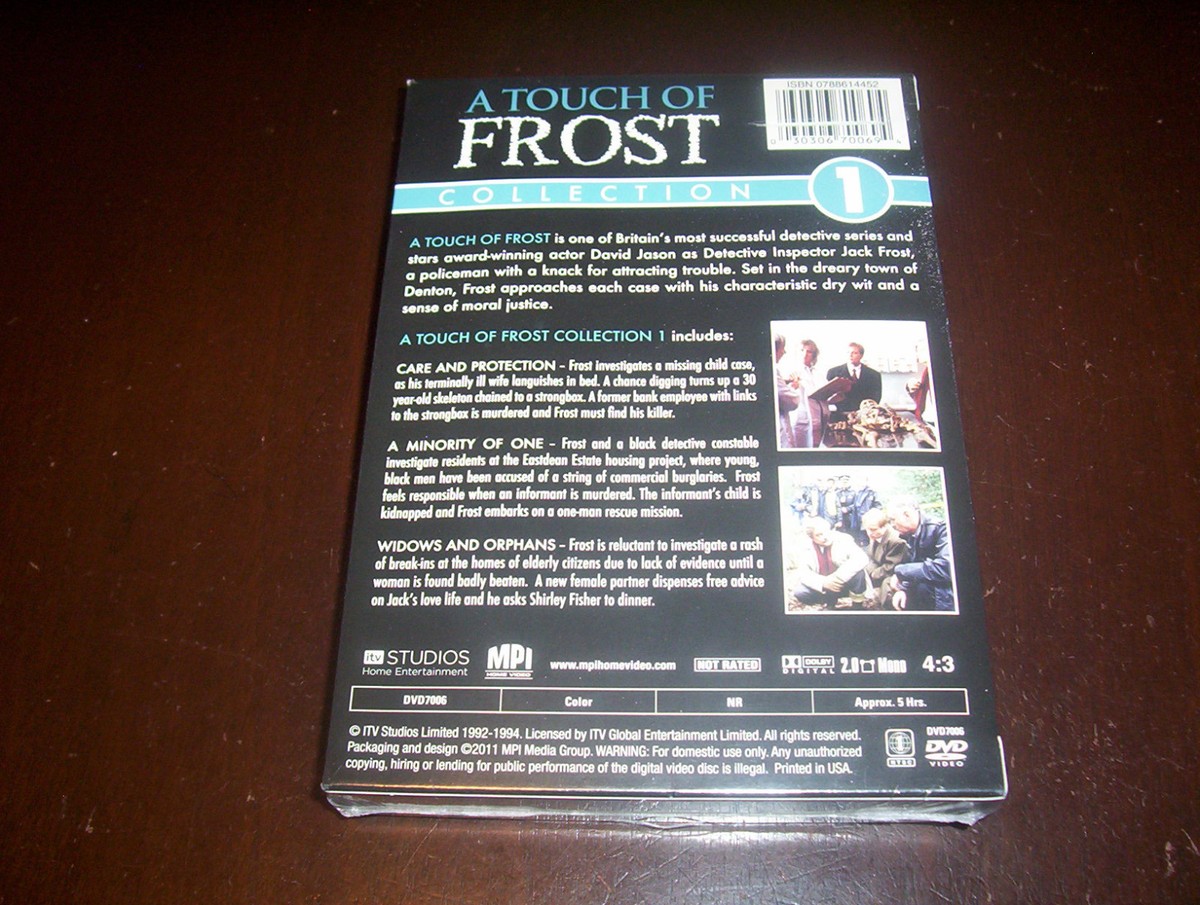 A TOUCH OF
FROST
ISBN 0788614452
0 30306 70069 4
COLLECTION 1
A TOUCH OF FROST is one of Britain's most successful detective series and
stars award-winning actor David Jason as Detective Inspector Jack Frost,
a policeman with a knack for attracting trouble. Set in the dreary town of
Denton, Frost approaches each case with his characteristic dry wit and a
sense of moral justice.
A TOUCH OF FROST COLLECTION 1 includes:
CARE AND PROTECTION – Frost investigates a missing child case,
as his terminally ill wife languishes in bed. A chance digging turns up a 30
year-old skeleton chained to a strongbox. A former bank employee with links
to the strongbox is murdered and Frost must find his killer.
A MINORITY OF ONE – Frost and a black detective constable
investigate residents at the Eastdean Estate housing project, where young,
black men have been accused of a string of commercial burglaries. Frost
feels responsible when an informant is murdered. The informant's child is
kidnapped and Frost embarks on a one-man rescue mission.
WIDOWS AND ORPHANS – Frost is reluctant to investigate a rash
of break-ins at the homes of elderly citizens due to lack of evidence until a
woman is found badly beaten. A new female partner dispenses free advice
on Jack's love life and he asks Shirley Fisher to dinner.
itv STUDIOS
Home Entertainment
MPI
HOME VIDEO
www.mpihomevideo.com
NOT RATED
DOLBY
DIGITAL
2.0 Mono
4:3
DVD7006 Color NR Approx. 5 Hrs.
© ITV Studios Limited 1992-1994. Licensed by ITV Global Entertainment Limited. All rights reserved.
Packaging and design ©2011 MPI Media Group. WARNING: For domestic use only. Any unauthorized
copying, hiring or lending for public performance of the digital video disc is illegal. Printed in USA.
1
NTSC
DVD7006
DVD
VIDEO